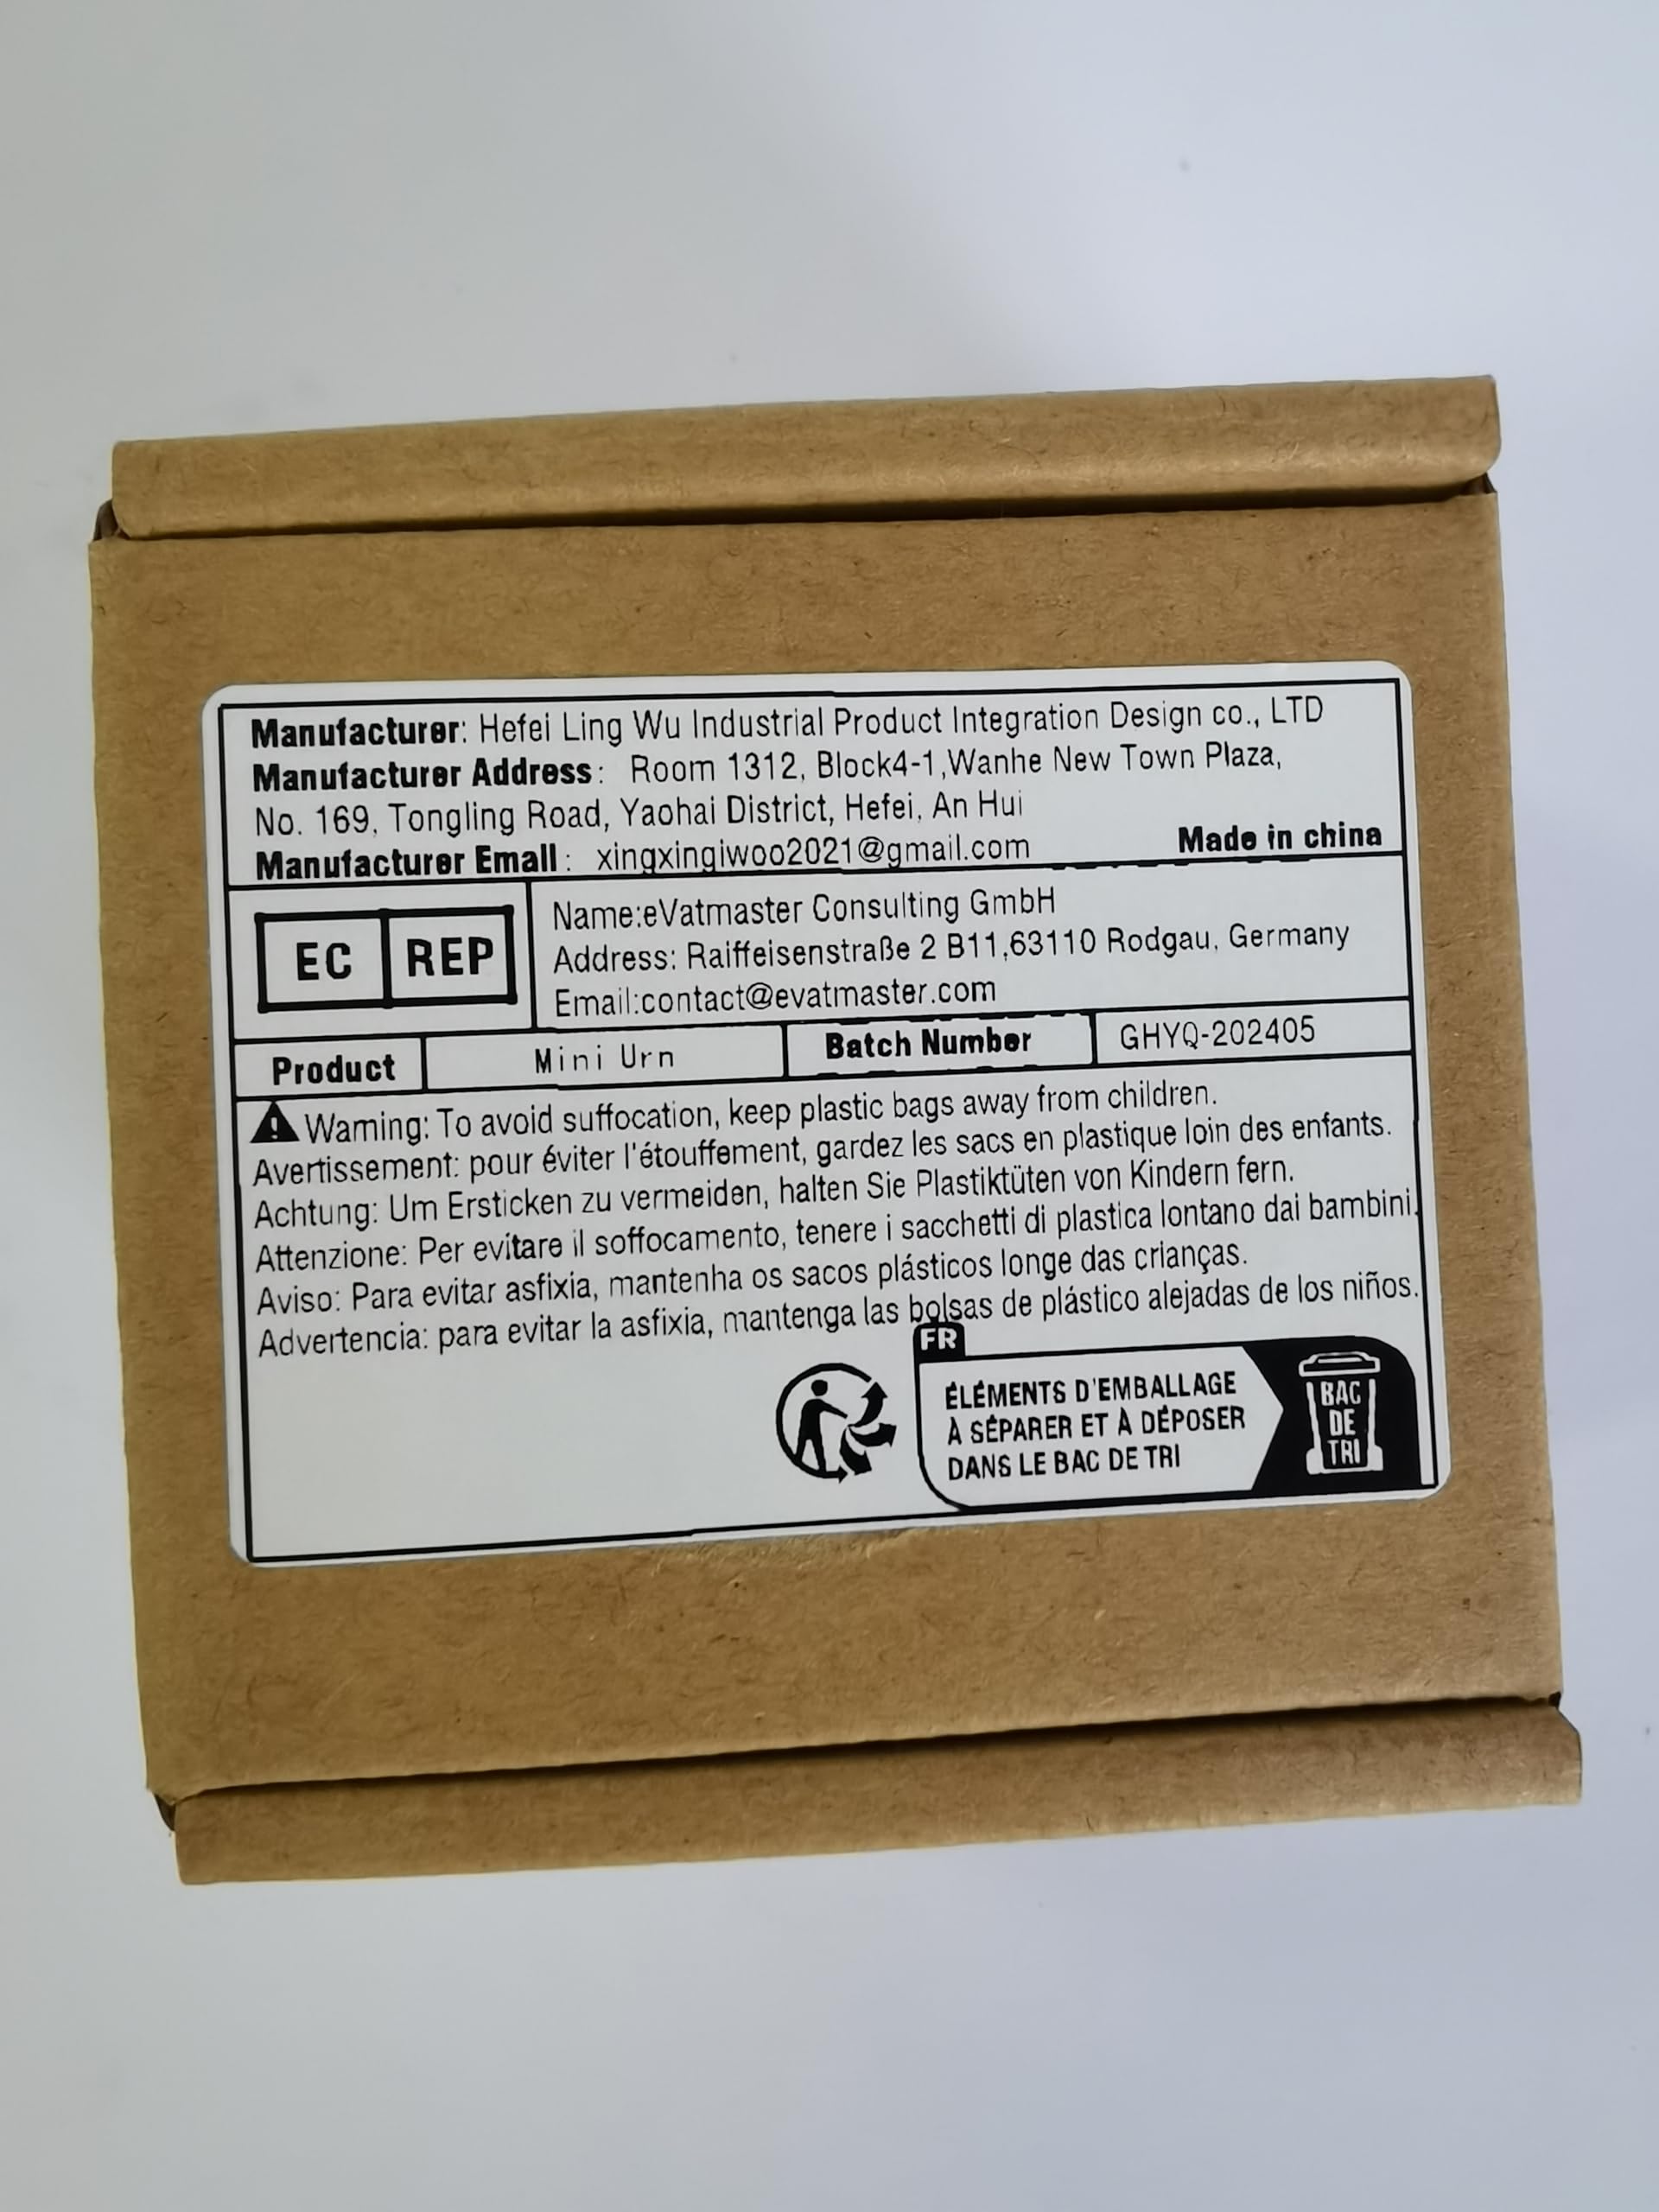 Manufacturer: Hefei Ling Wu Industrial Product Integration Design co., LTD
Manufacturer Address: Room 1312, Block4-1,Wanhe New Town Plaza,
No. 169, Tongling Road, Yaohai District, Hefei, An Hui
Manufacturer Email: xingxingiwoo2021@gmail.com
Made in china
EC REP
Name:eVatmaster Consulting GmbH
Address: Raiffeisenstraße 2 B11,63110 Rodgau, Germany
Email:contact@evatmaster.com
Product Mini Urn Batch Number GHYQ-202405
Warning: To avoid suffocation, keep plastic bags away from children.
Avertissement: pour éviter l'étouffement, gardez les sacs en plastique loin des enfants.
Achtung: Um Ersticken zu vermeiden, halten Sie Plastiktüten von Kindern fern.
Attenzione: Per evitare il soffocamento, tenere i sacchetti di plastica lontano dai bambini.
Aviso: Para evitar asfixia, mantenha os sacos plásticos longe das crianças.
Advertencia: para evitar la asfixia, mantenga las bolsas de plástico alejadas de los niños.
FR
ÉLÉMENTS D'EMBALLAGE
À SÉPARER ET À DÉPOSER
DANS LE BAC DE TRI
BAC
DE
TRI